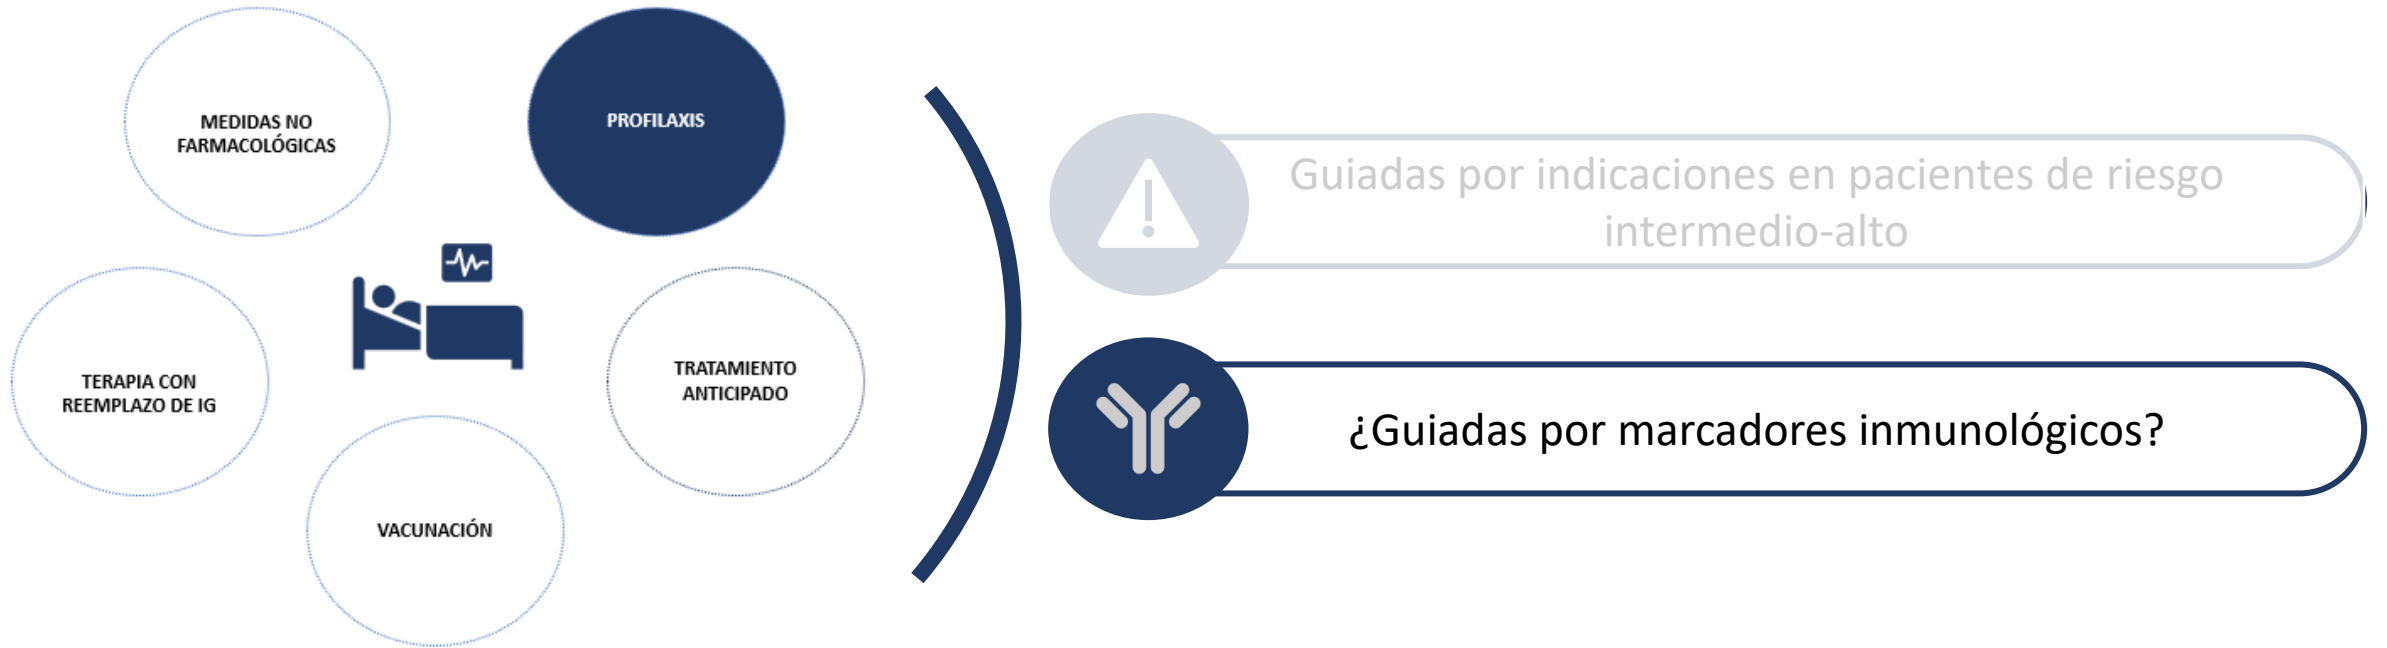 MEDIDAS NO
FARMACOLÓGICAS
PROFILAXIS
TERAPIA CON
REEMPLAZO DE IG
TRATAMIENTO
ANTICIPADO
VACUNACIÓN
Guiadas por indicaciones en pacientes de riesgo
intermedio-alto
¿Guiadas por marcadores inmunológicos?